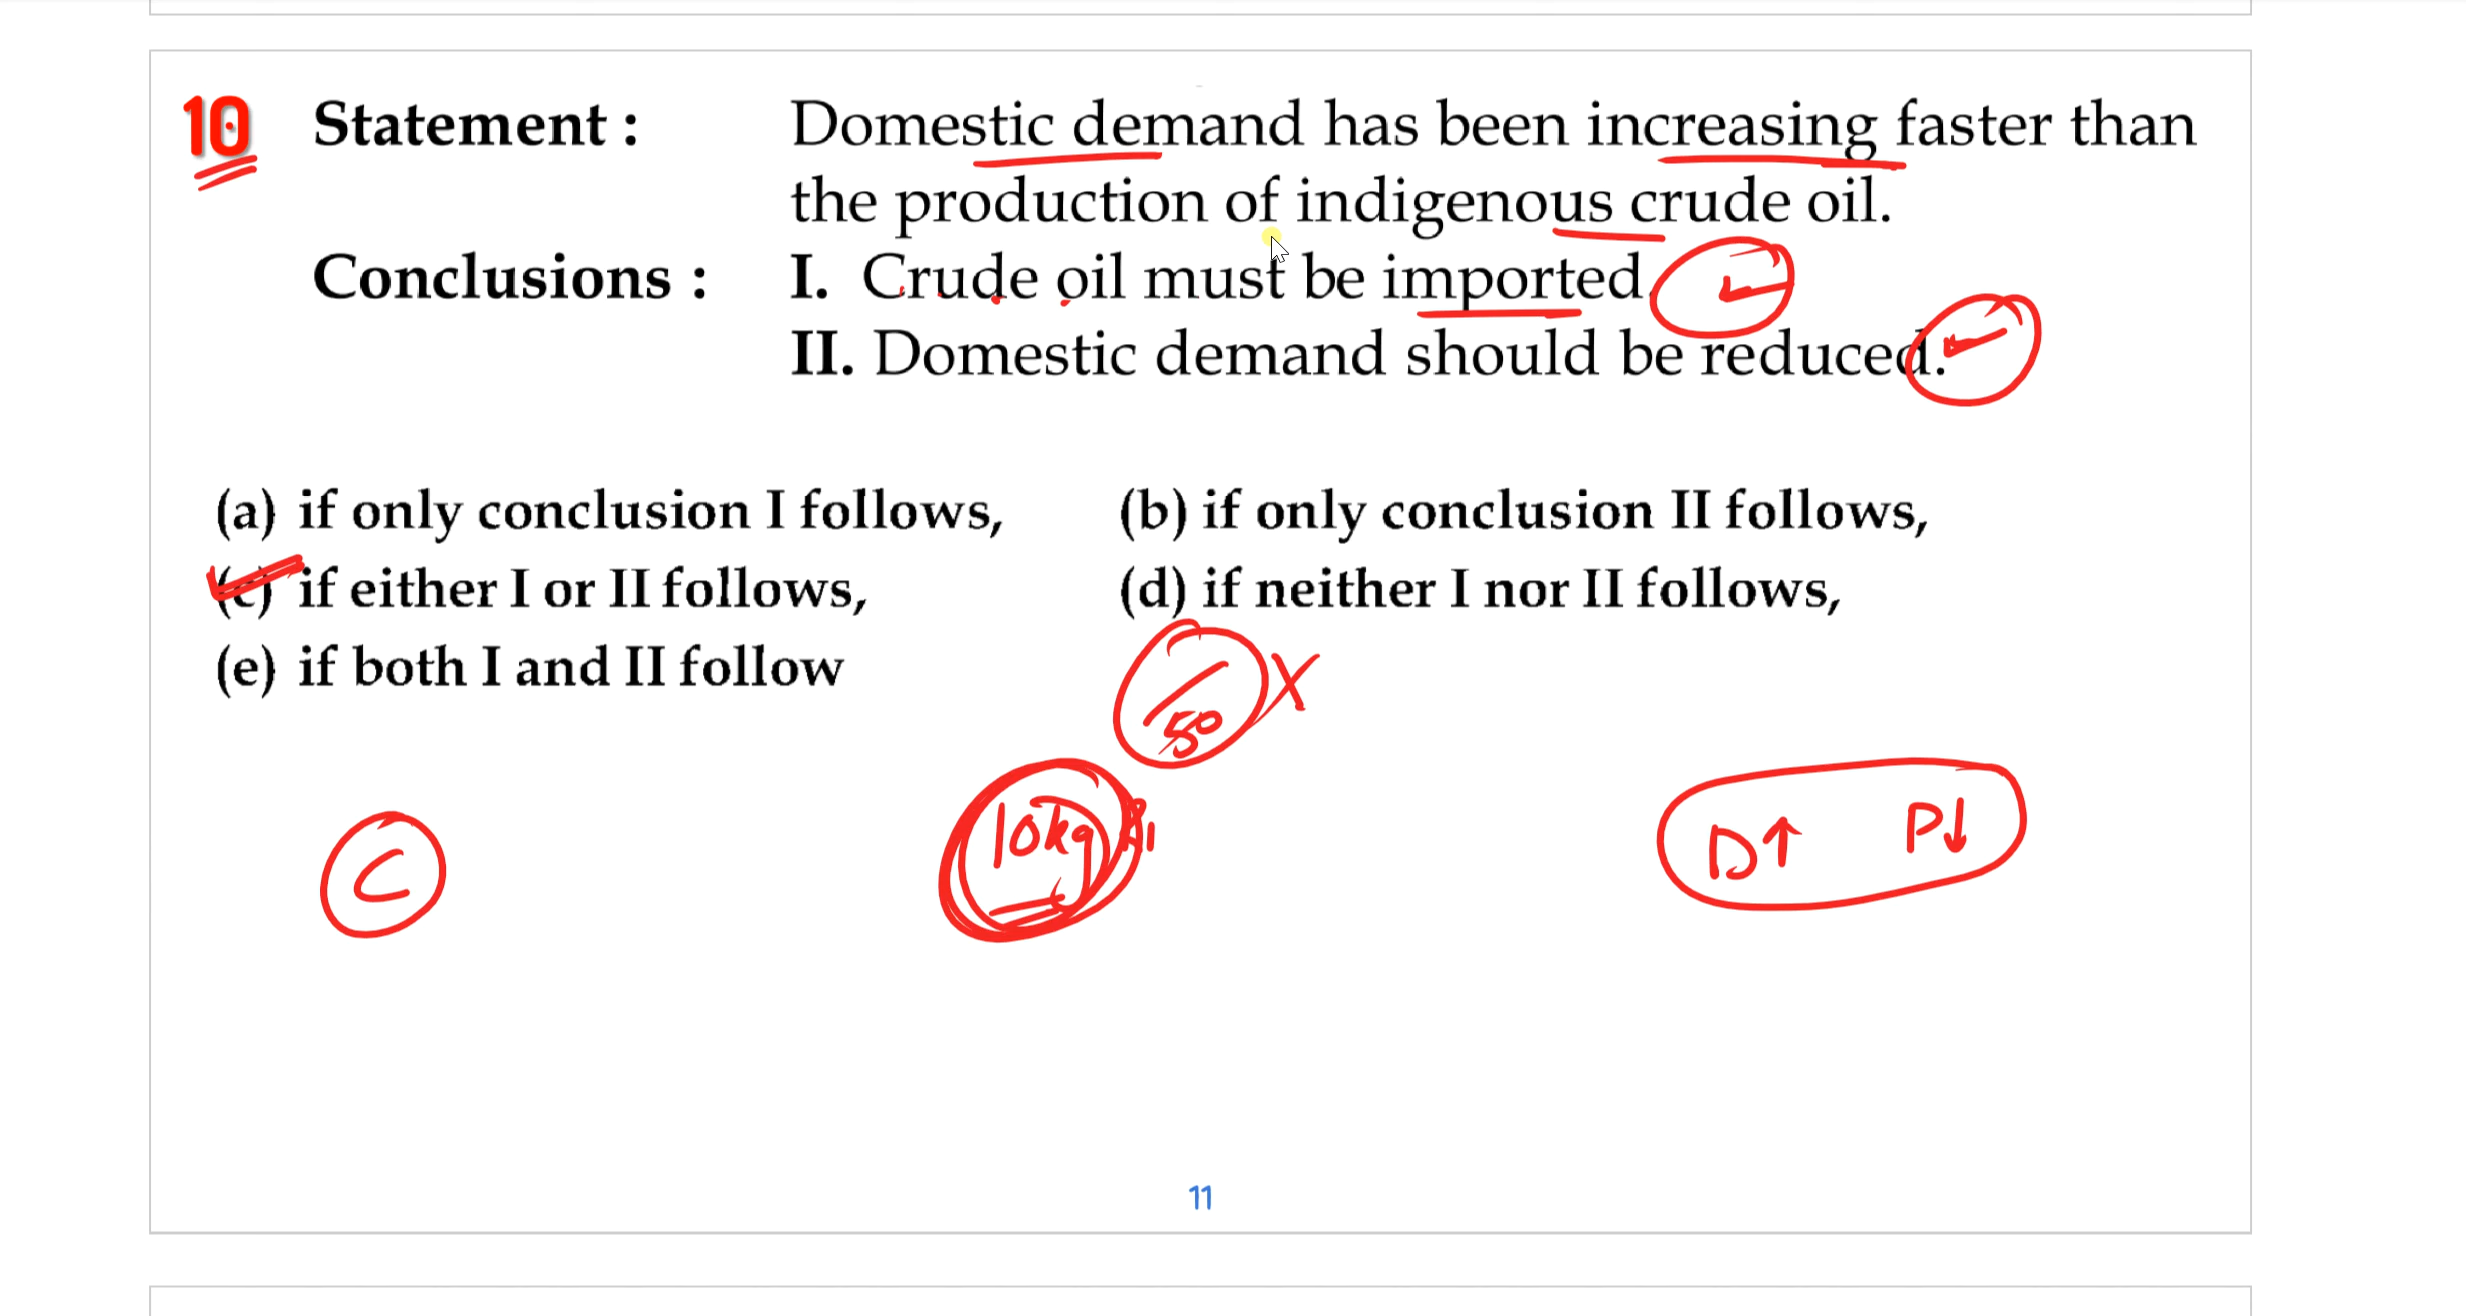 10 Statement : Domestic demand has been increasing faster than
the production of indigenous crude oil.
Conclusions : I. Crude oil must be imported
II. Domestic demand should be reduced.
(a) if only conclusion I follows, (b) if only conclusion II follows,
(c) if either I or II follows, (d) if neither I nor II follows,
(e) if both I and II follow
50 X
10kg
D↑ P↓
C
11